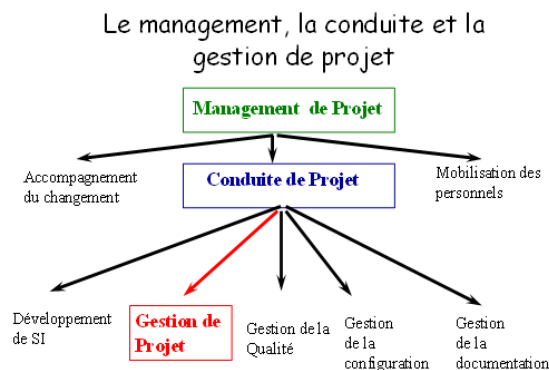 Le management, la conduite et la
gestion de projet
Management de Projet
Accompagnement
du changement
Conduite de Projet
Mobilisation des
personnels
Développement
de SI
Gestion de
Projet
Gestion de la
Qualité
Gestion
de la
configuration
Gestion
de la
documentation